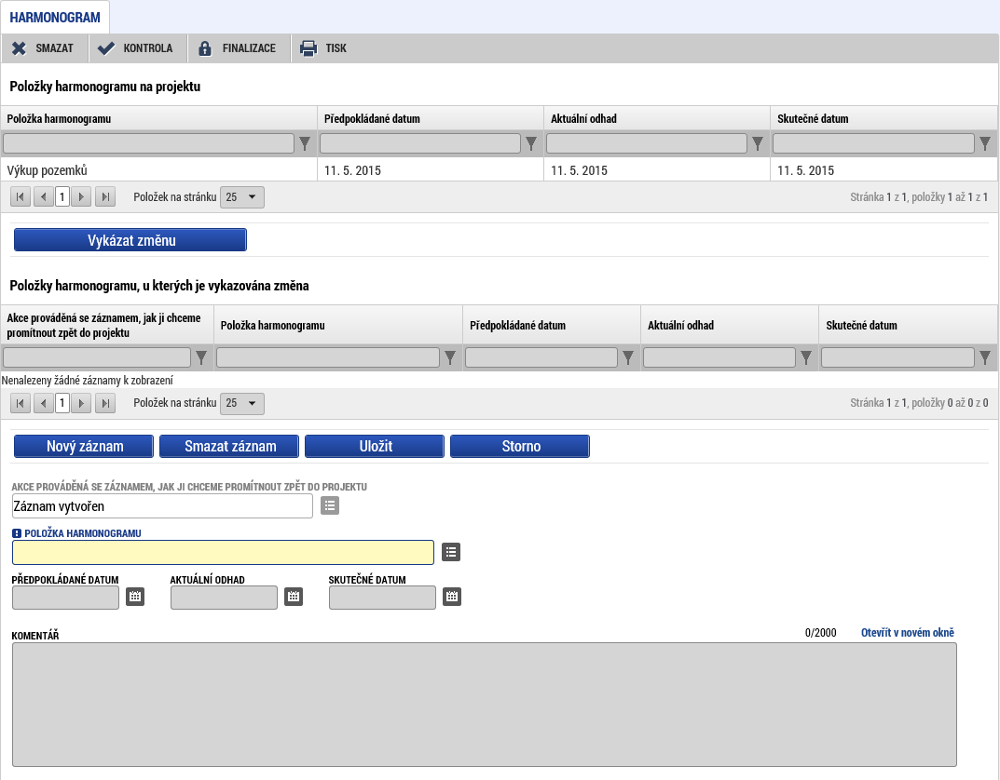 HARMONOGRAM
SMAZAT KONTROLA FINALIZACE TISK
Položky harmonogramu na projektu
Položka harmonogramu Předpokládané datum Aktuální odhad Skutečné datum
Výkup pozemků 11. 5. 2015 11. 5. 2015 11. 5. 2015
1 Položek na stránku 25 Stránka 1 z 1, položky 1 až 1 z 1
Vykázat změnu
Položky harmonogramu, u kterých je vykazována změna
Akce prováděná se záznamem, jak ji chceme
promítnout zpět do projektu
Položka harmonogramu Předpokládané datum Aktuální odhad Skutečné datum
Nenalezeny žádné záznamy k zobrazení
1 Položek na stránku 25 Stránka 1 z 1, položky 0 až 0 z 0
Nový záznam Smazat záznam Uložit Storno
AKCE PROVÁDĚNÁ SE ZÁZNAMEM, JAK JI CHCEME PROMÍTNOUT ZPĚT DO PROJEKTU
Záznam vytvořen
POLOŽKA HARMONOGRAMU
PŘEDPOKLÁDANÉ DATUM AKTUÁLNÍ ODHAD SKUTEČNÉ DATUM
KOMENTÁŘ 0/2000 Otevřít v novém okně